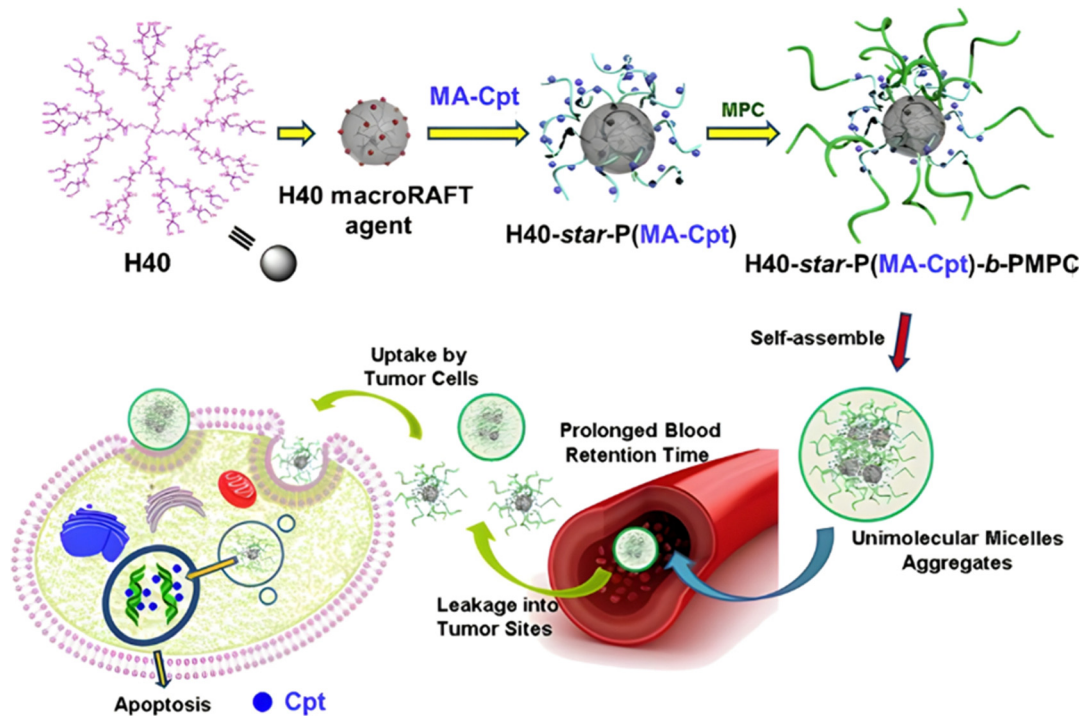 MA-Cpt
MPC
H40 macroRAFT
agent
H40
H40-star-P(MA-Cpt)
H40-star-P(MA-Cpt)-b-PMPC
Self-assemble
Uptake by
Tumor Cells
Prolonged Blood
Retention Time
Unimolecular Micelles
Aggregates
Leakage into
Tumor Sites
Apoptosis
Cpt